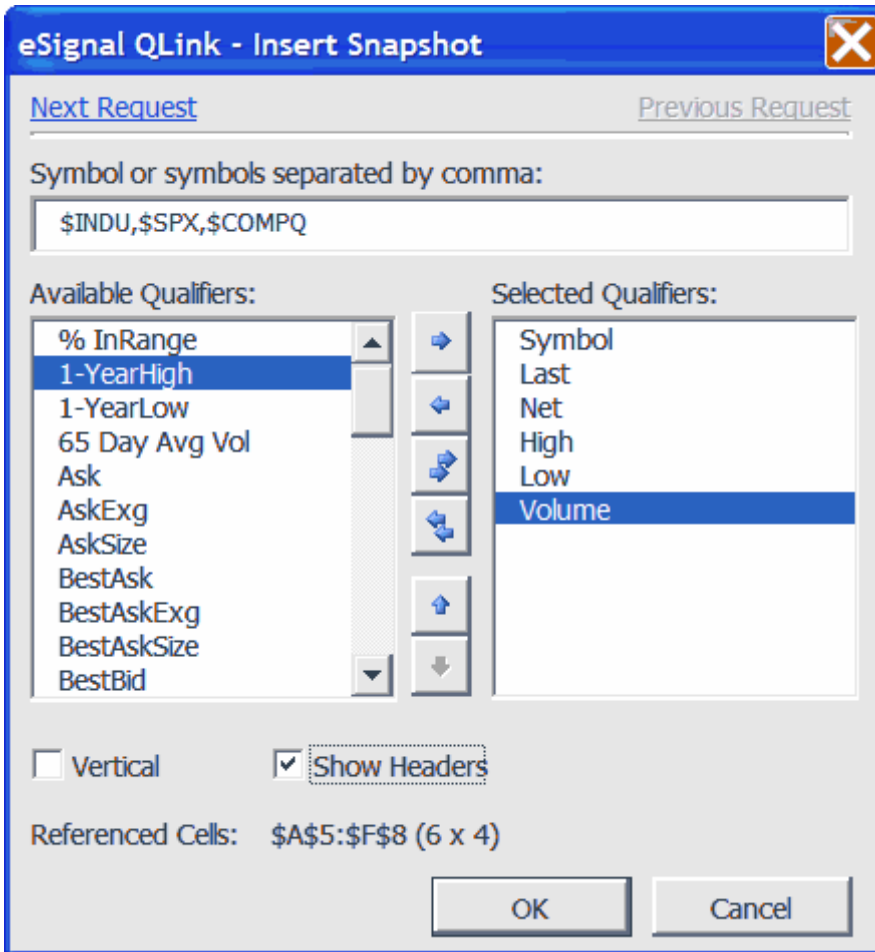 eSignal QLink - Insert Snapshot
Next Request
Previous Request
Symbol or symbols separated by comma:
$INDU,$SPX,$COMPQ
Available Qualifiers:
% InRange
1-YearHigh
1-YearLow
65 Day Avg Vol
Ask
AskExg
AskSize
BestAsk
BestAskExg
BestAskSize
BestBid
Selected Qualifiers:
Symbol
Last
Net
High
Low
Volume
Vertical
Show Headers
Referenced Cells: $A$5:$F$8 (6 x 4)
OK
Cancel